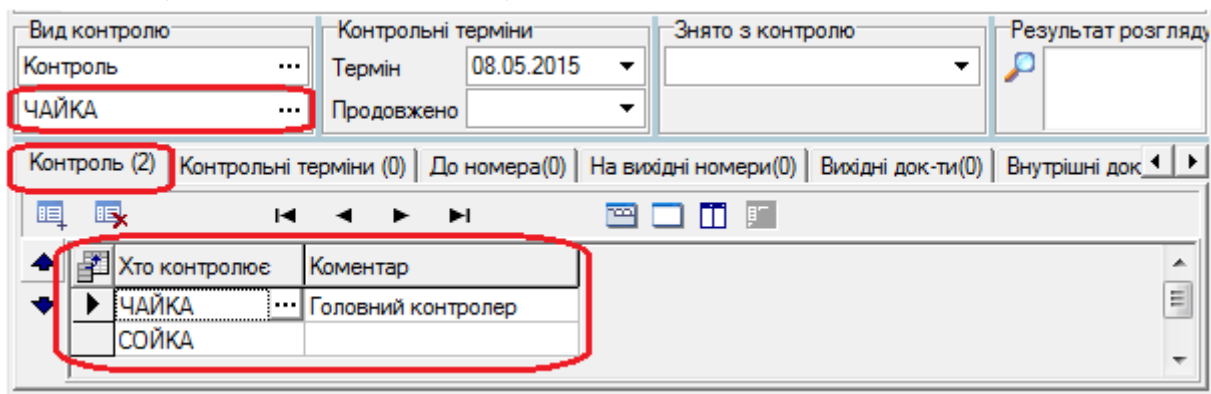 Вид контролю
Контрольні терміни
Знято з контролю
Результат розгляду
Контроль ...
Термін 08.05.2015
ЧАЙКА ...
Продовжено
Контроль (2) Контрольні терміни (0) До номера(0) На вихідні номери(0) Вихідні док-ти(0) Внутрішні док
Хто контролює Коментар
ЧАЙКА ... Головний контролер
СОЙКА